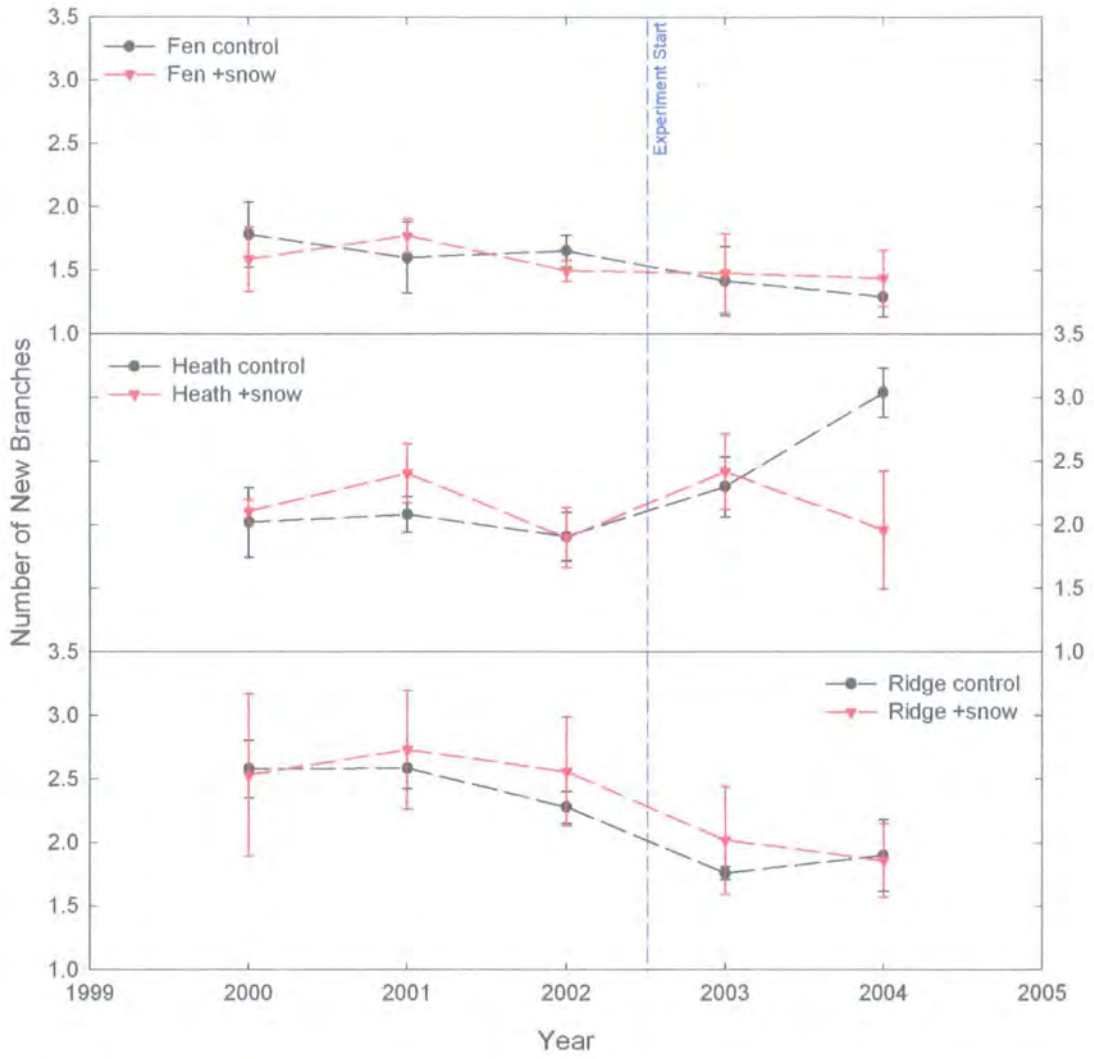 3.5
Fen control
Fen +snow
3.0
2.5
2.0
1.5
1.0
Experiment Start
Number of New Branches
Heath control
Heath +snow
3.5
3.0
2.5
2.0
1.5
1.0
3.5
Ridge control
Ridge +snow
3.0
2.5
2.0
1.5
1.0
1999 2000 2001 2002 2003 2004 2005
Year